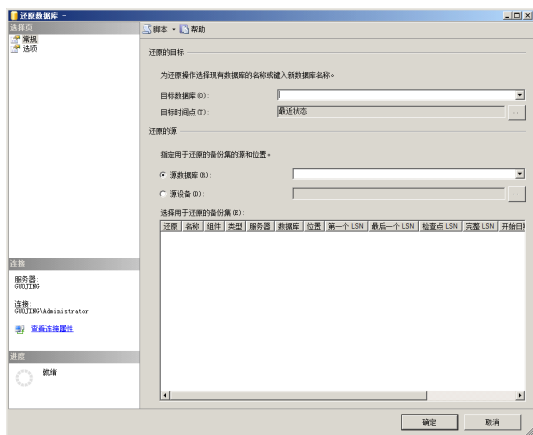 还原数据库 -
选择页
常规
选项
脚本 帮助
还原的目标
为还原操作选择现有数据库的名称或键入新数据库名称。
目标数据库(O):
目标时间点(T): 最近状态
还原的源
指定用于还原的备份集的源和位置。
源数据库(R):
源设备(D):
选择用于还原的备份集(E):
还原 名称 组件 类型 服务器 数据库 位置 第一个 LSN 最后一个 LSN 检查点 LSN 完整 LSN 开始日期
连接
服务器:
GUOJING
连接:
GUOJING\Administrator
查看连接属性
进度
就绪
确定 取消